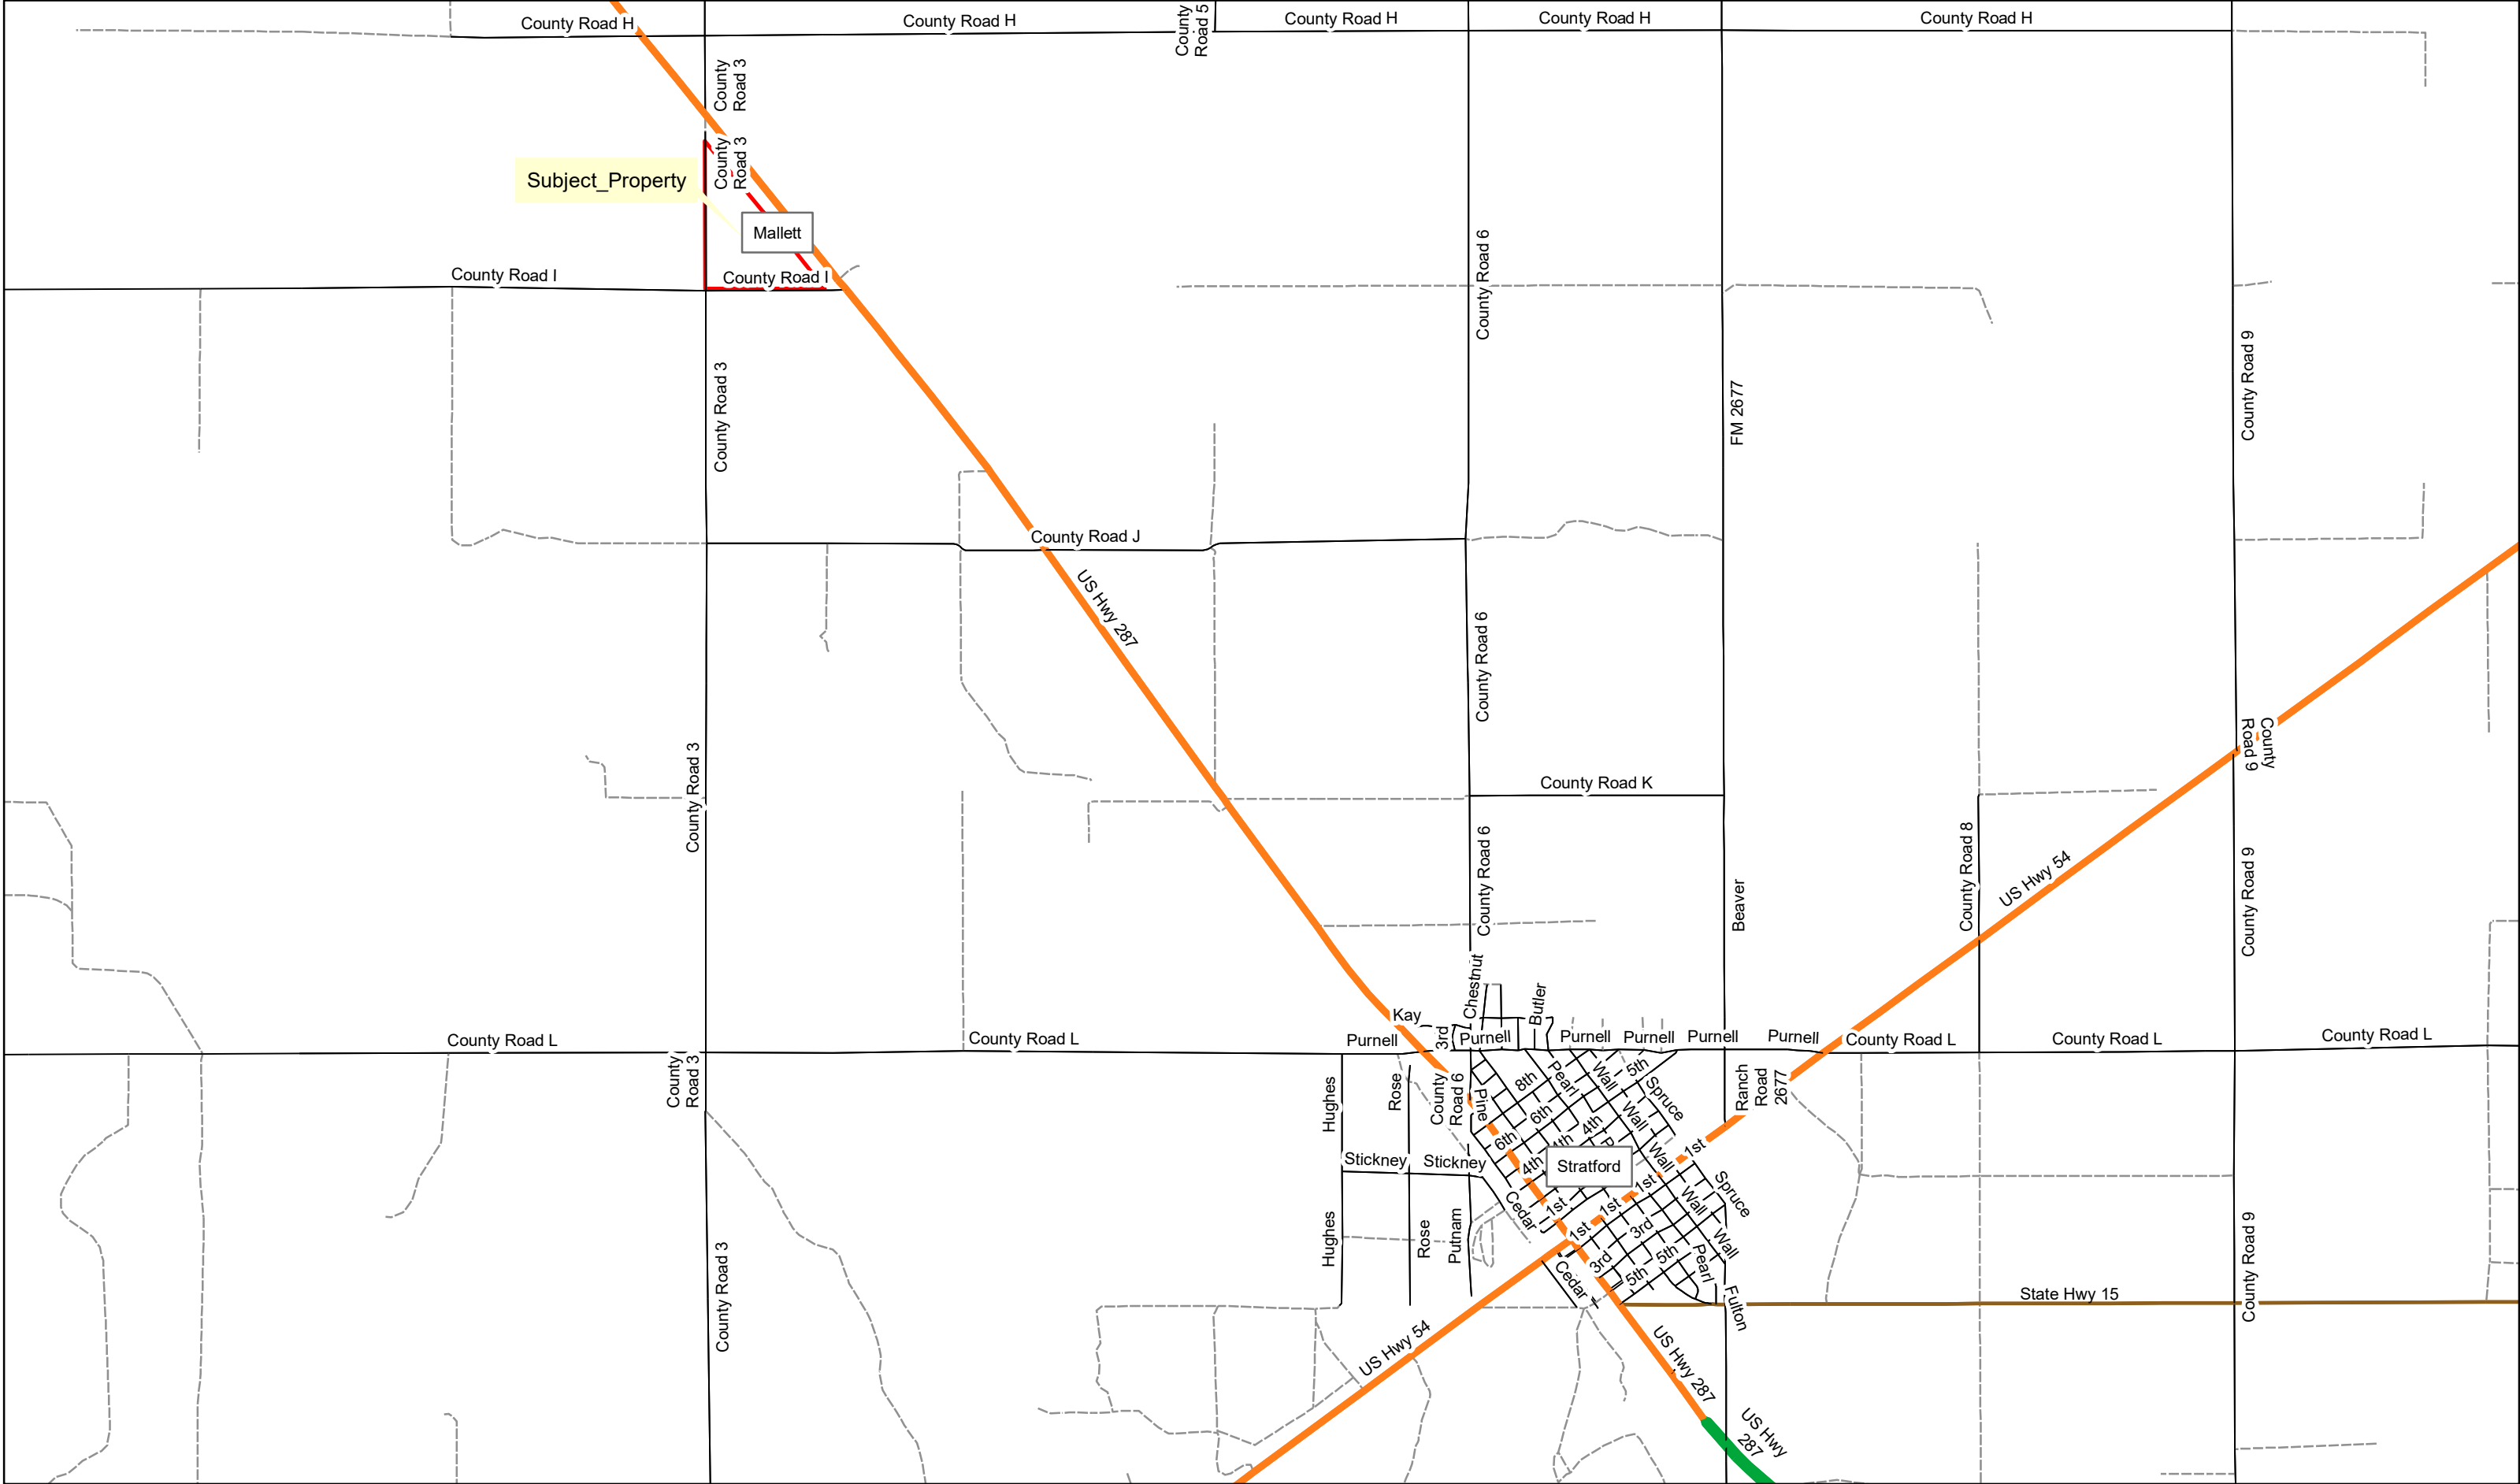 County Road H
County Road H
County
Road 5
County Road H
County Road H
County Road H
County
Road 3
County
Road 3
Subject_Property
Mallett
County Road I
County Road I
County Road 6
County Road 3
FM 2677
County Road 9
County Road J
US Hwy 287
County Road 6
County Road K
County
Road 9
County Road 3
County Road 6
Beaver
County Road 8
US Hwy 54
County Road 9
Chestnut
Butler
Kay
3rd
County Road L
County Road L
Purnell
Purnell
Purnell
Purnell
Purnell
Purnell
County Road L
County Road L
County Road L
County
Road 3
Hughes
Rose
County
Road 6
Pine
8th
Pearl
Wall
5th
Spruce
Ranch
Road
2677
6th
Wall
4th
6th
4th
Wall
1st
Stickney
Stickney
4th
Stratford
1st
Spruce
Wall
Cedar
1st
1st
1st
3rd
Wall
Hughes
Rose
Putnam
3rd
5th
Pearl
5th
Cedar
Fulton
State Hwy 15
County Road 3
County Road 9
US Hwy 54
US Hwy 287
US Hwy
287